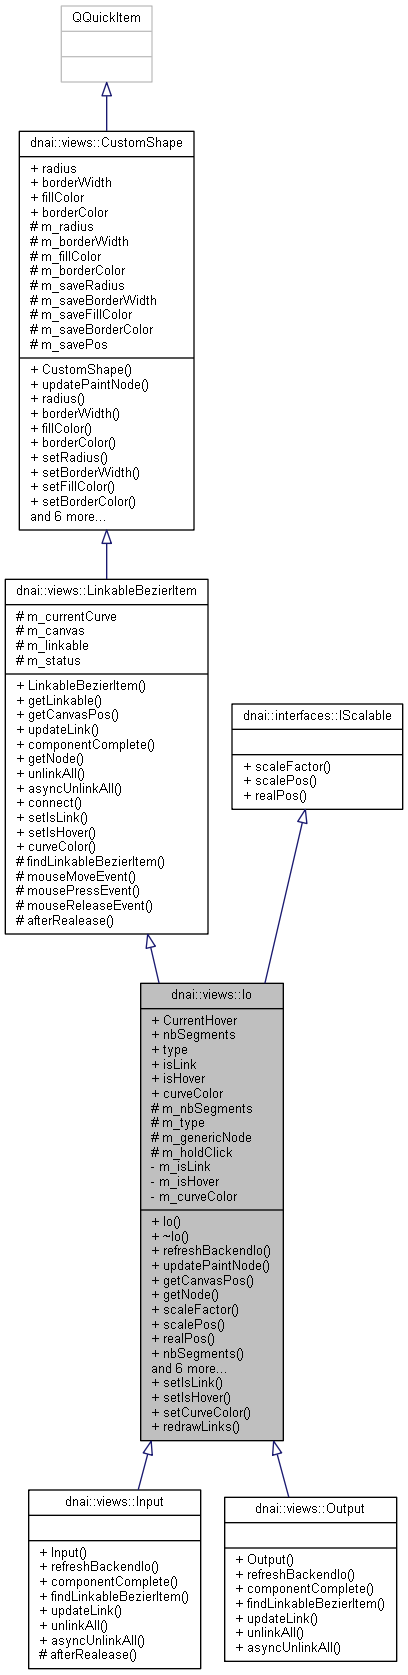 QQuickItem
dnai::views::CustomShape
+ radius
+ borderWidth
+ fillColor
+ borderColor
# m_radius
# m_borderWidth
# m_fillColor
# m_borderColor
# m_saveRadius
# m_saveBorderWidth
# m_saveFillColor
# m_saveBorderColor
# m_savePos
+ CustomShape()
+ updatePaintNode()
+ radius()
+ borderWidth()
+ fillColor()
+ borderColor()
+ setRadius()
+ setBorderWidth()
+ setFillColor()
+ setBorderColor()
and 6 more...
dnai::views::LinkableBezierItem
# m_currentCurve
# m_canvas
# m_linkable
# m_status
+ LinkableBezierItem()
+ getLinkable()
+ getCanvasPos()
+ updateLink()
+ componentComplete()
+ getNode()
+ unlinkAll()
+ asyncUnlinkAll()
+ connect()
+ setIsLink()
+ setIsHover()
+ curveColor()
# findLinkableBezierItem()
# mouseMoveEvent()
# mousePressEvent()
# mouseReleaseEvent()
# afterRealease()
dnai::interfaces::IScalable
+ scaleFactor()
+ scalePos()
+ realPos()
dnai::views::Io
+ CurrentHover
+ nbSegments
+ type
+ isLink
+ isHover
+ curveColor
# m_nbSegments
# m_type
# m_genericNode
# m_holdClick
- m_isLink
- m_isHover
- m_curveColor
+ Io()
+ ~Io()
+ refreshBackendIo()
+ updatePaintNode()
+ getCanvasPos()
+ getNode()
+ scaleFactor()
+ scalePos()
+ realPos()
+ nbSegments()
and 6 more...
+ setIsLink()
+ setIsHover()
+ setCurveColor()
+ redrawLinks()
dnai::views::Input
+ Input()
+ refreshBackendIo()
+ componentComplete()
+ findLinkableBezierItem()
+ updateLink()
+ unlinkAll()
+ asyncUnlinkAll()
# afterRealease()
dnai::views::Output
+ Output()
+ refreshBackendIo()
+ componentComplete()
+ findLinkableBezierItem()
+ updateLink()
+ unlinkAll()
+ asyncUnlinkAll()